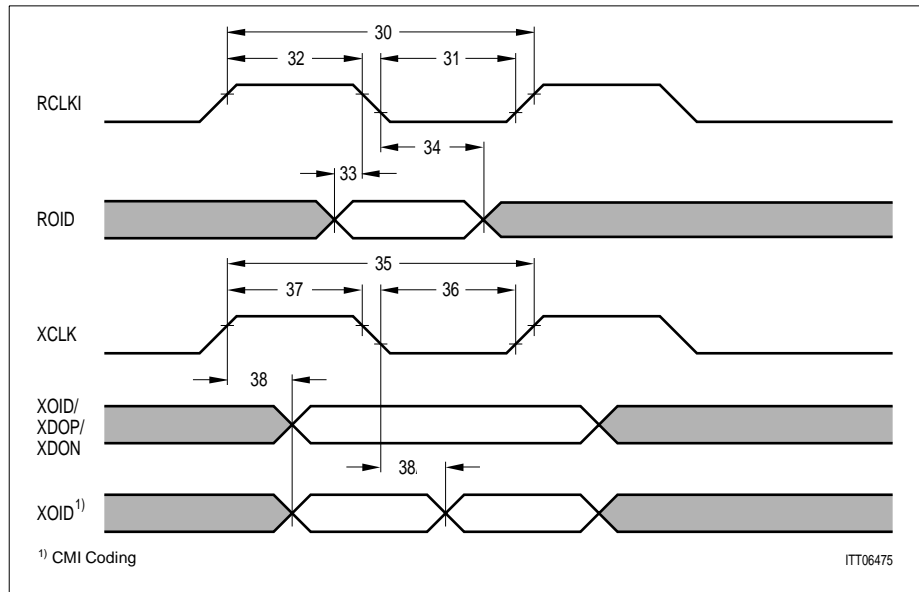 30
32
31
RCLKI
34
33
ROID
35
37
36
XCLK
38
XOID/
XDOP/
XDON
38
XOID1)
1) CMI Coding
ITT06475